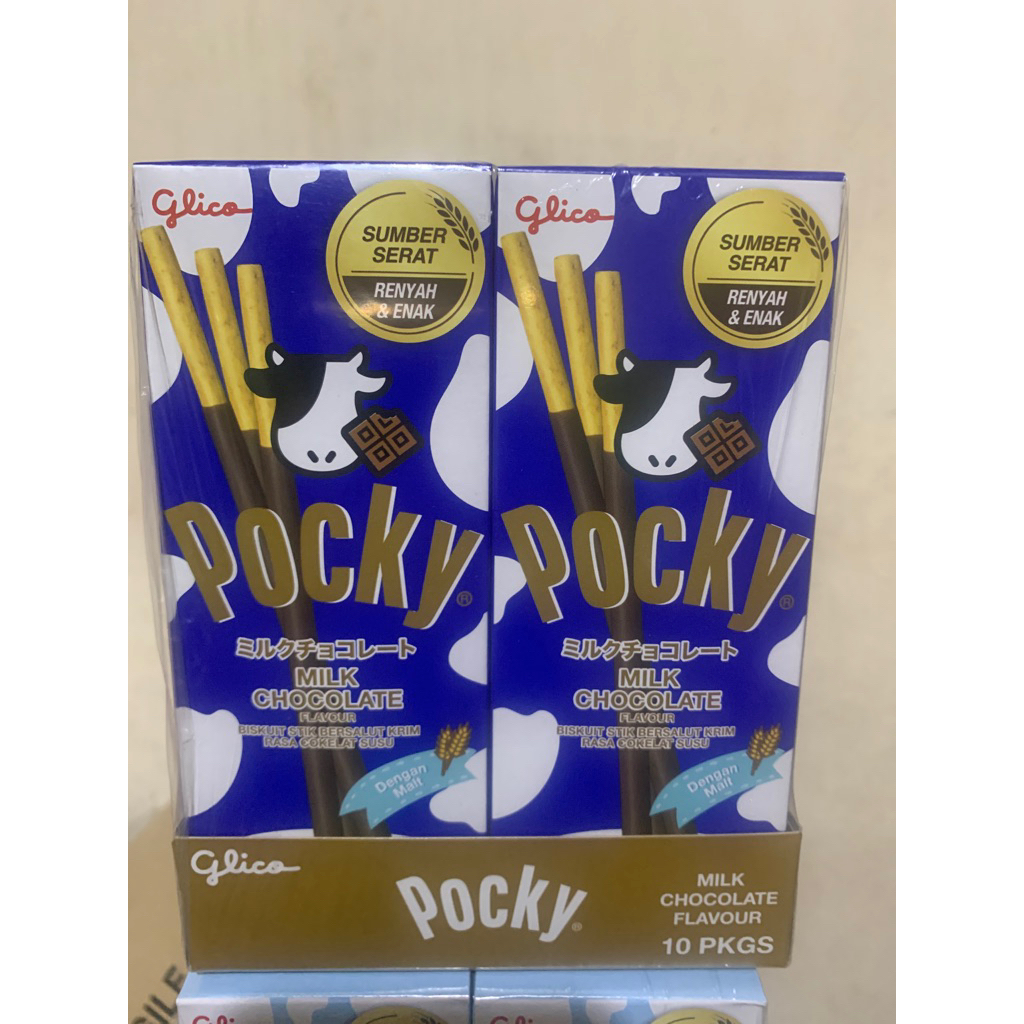 Glico
SUMBER
SERAT
RENYAH
& ENAK
Pocky®
ミルクチョコレート
MILK
CHOCOLATE
FLAVOUR
BISKUIT STIK BERSALUT KRIM
RASA COKELAT SUSU
Dengan
Malt
Glico
SUMBER
SERAT
RENYAH
& ENAK
Pocky®
ミルクチョコレート
MILK
CHOCOLATE
FLAVOUR
BISKUIT STIK BERSALUT KRIM
RASA COKELAT SUSU
Dengan
Malt
Glico
Pocky®
MILK
CHOCOLATE
FLAVOUR
10 PKGS
Glico
Glico